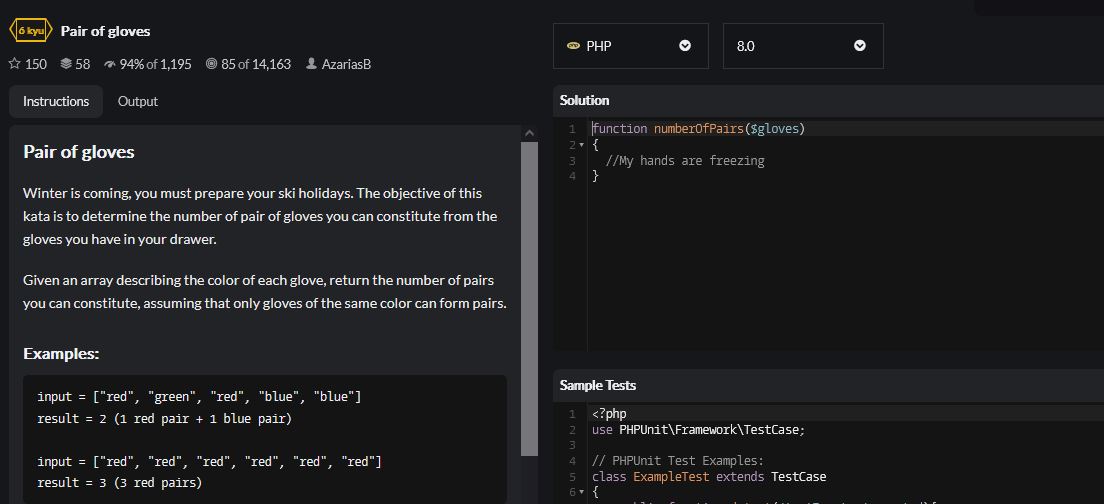 6 kyu Pair of gloves
150 58 94% of 1,195 85 of 14,163 AzariasB
Instructions Output
Pair of gloves
Winter is coming, you must prepare your ski holidays. The objective of this
kata is to determine the number of pair of gloves you can constitute from the
gloves you have in your drawer.
Given an array describing the color of each glove, return the number of pairs
you can constitute, assuming that only gloves of the same color can form pairs.
Examples:
input = ["red", "green", "red", "blue", "blue"]
result = 2 (1 red pair + 1 blue pair)
input = ["red", "red", "red", "red", "red", "red"]
result = 3 (3 red pairs)
PHP 8.0
Solution
1 function numberOfPairs($gloves)
2 {
3 //My hands are freezing
4 }
Sample Tests
1 <?php
2 use PHPUnit\Framework\TestCase;
3
4 // PHPUnit Test Examples:
5 class ExampleTest extends TestCase
6 {